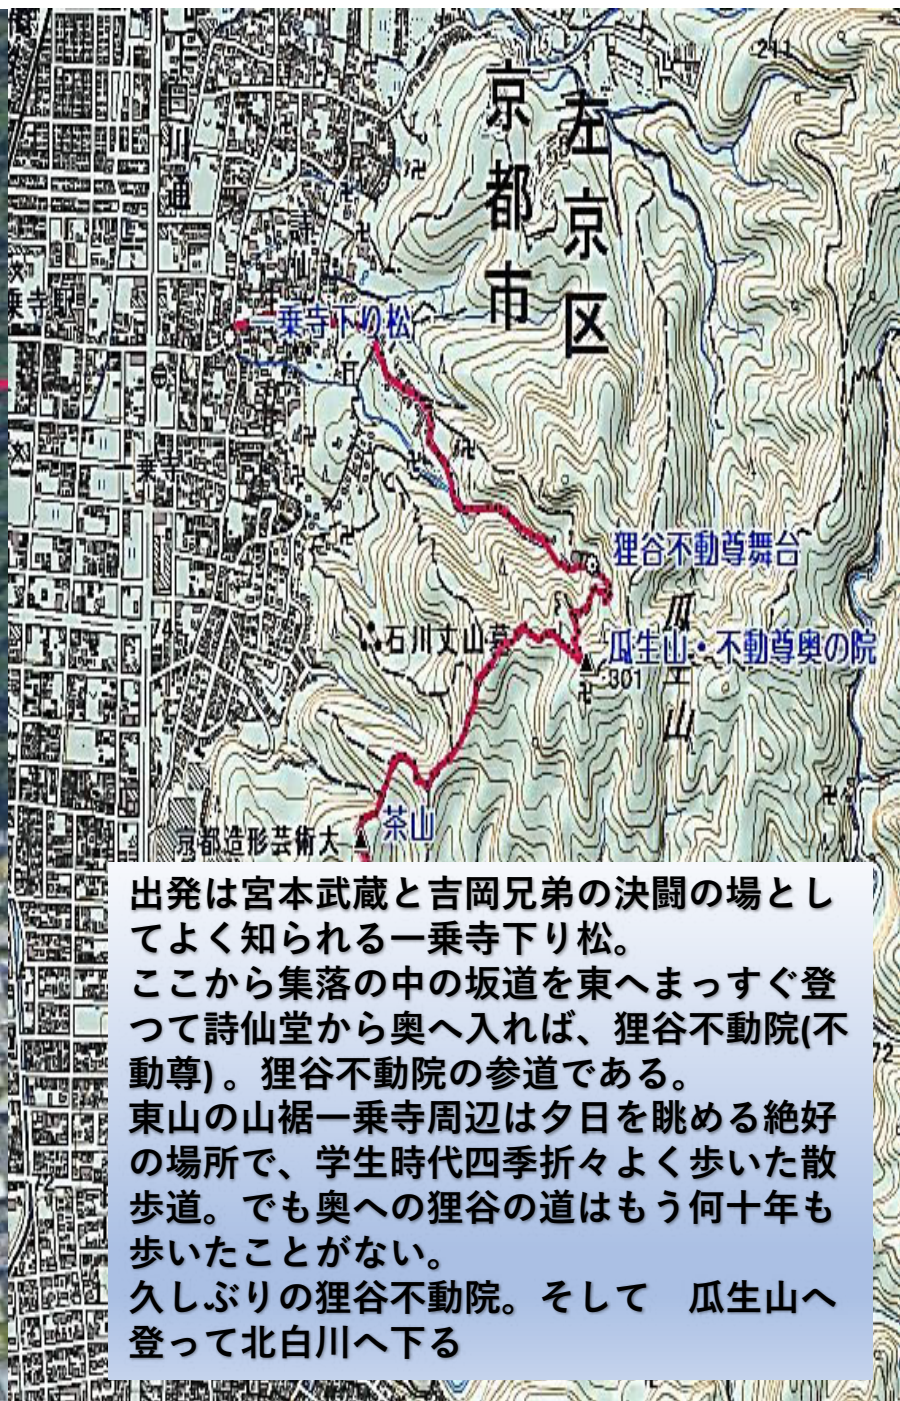 京都市
左京区
白川通
211
一乗寺下り松
狸谷不動尊舞台
瓜生山・不動尊奥の院
301
瓜生山
石川丈山墓
茶山
京都造形芸術大
出発は宮本武蔵と吉岡兄弟の決闘の場とし
てよく知られる一乗寺下り松。
ここから集落の中の坂道を東へまっすぐ登
つて詩仙堂から奥へ入れば、狸谷不動院(不
動尊) 。狸谷不動院の参道である。
東山の山裾一乗寺周辺は夕日を眺める絶好
の場所で、学生時代四季折々よく歩いた散
歩道。でも奥への狸谷の道はもう何十年も
歩いたことがない。
久しぶりの狸谷不動院。そして　瓜生山へ
登って北白川へ下る
72